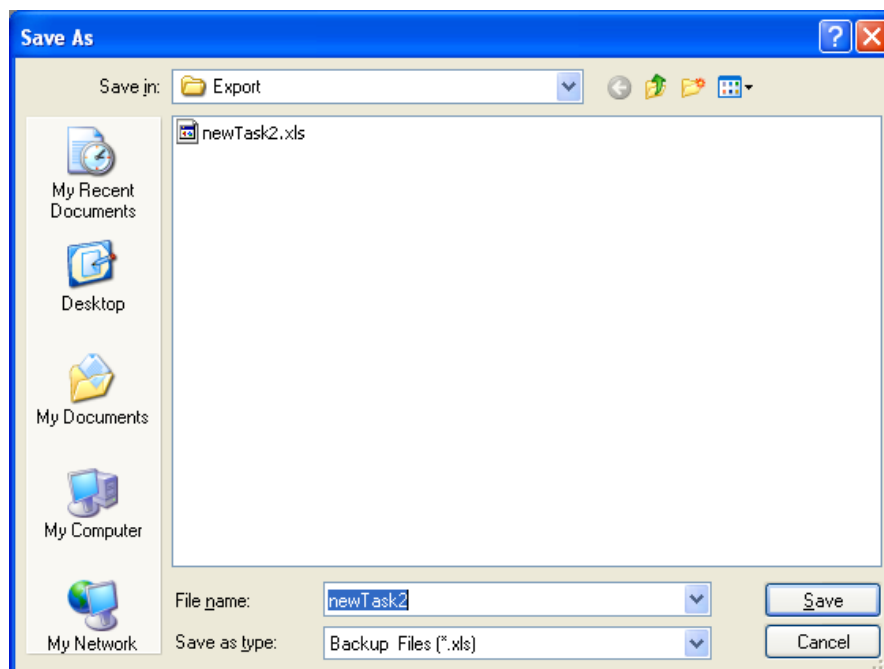 Save As
Save in:
Export
newTask2.xls
My Recent
Documents
Desktop
My Documents
My Computer
My Network
File name:
newTask2
Save
Save as type:
Backup Files (*.xls)
Cancel